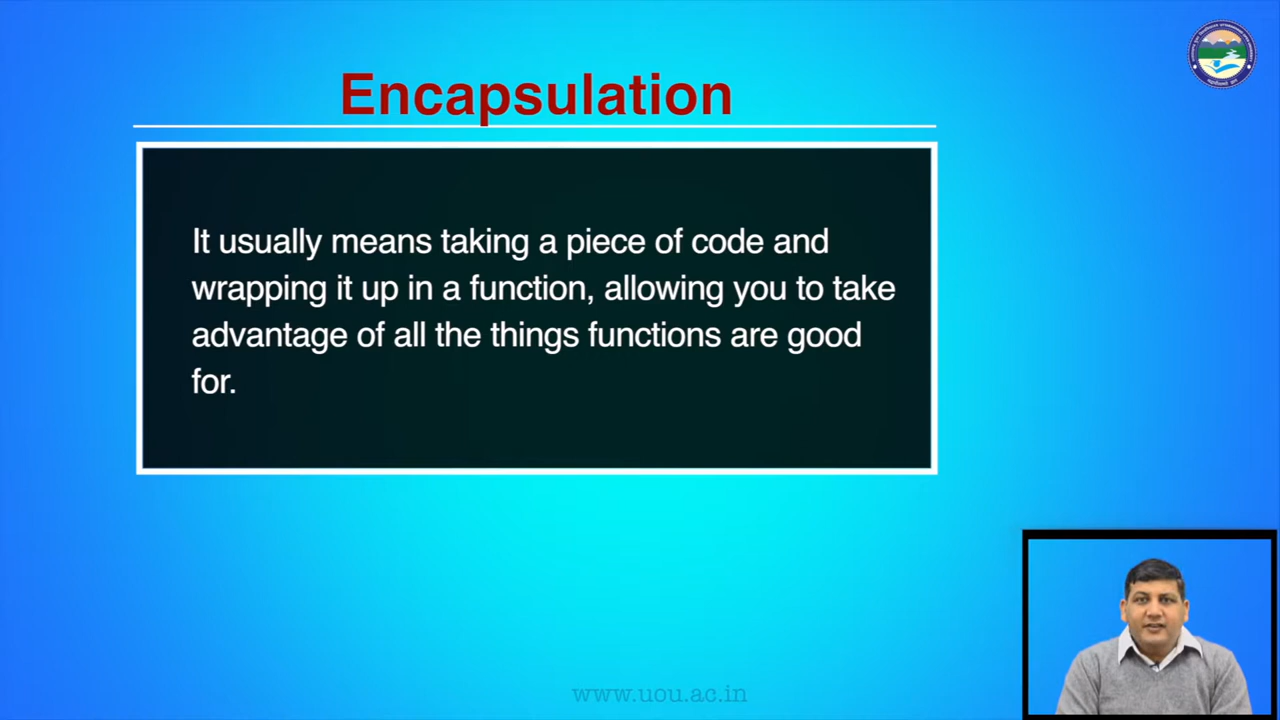 Encapsulation
It usually means taking a piece of code and
wrapping it up in a function, allowing you to take
advantage of all the things functions are good
for.
www.uou.ac.in